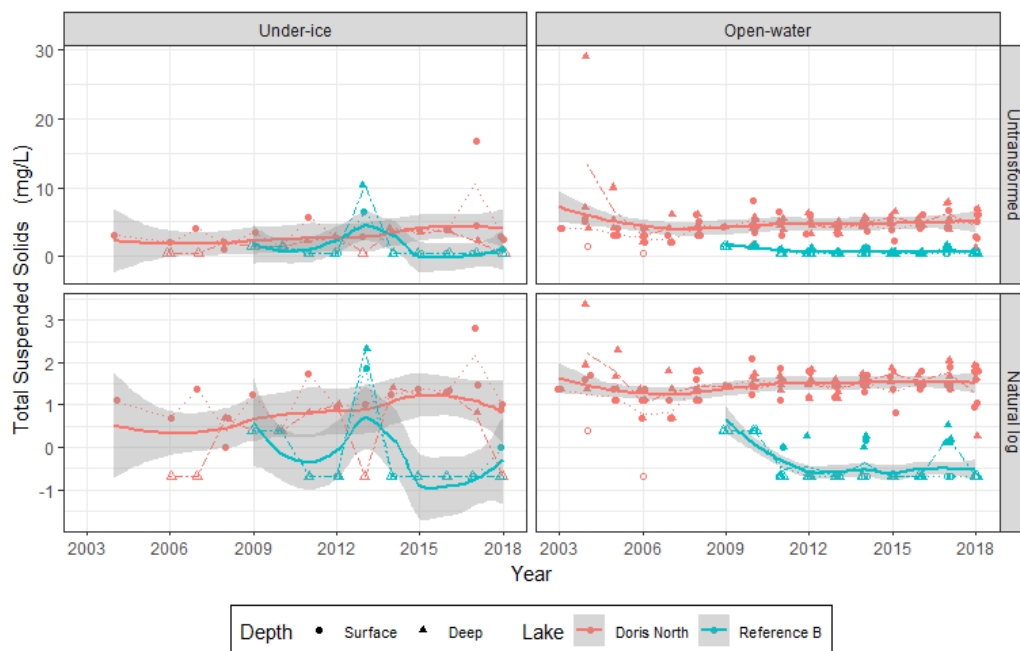 Under-ice
Open-water
Total Suspended Solids (mg/L)
30
20
10
0
Untransformed
3
2
1
0
-1
Natural log
2003 2006 2009 2012 2015 2018
2003 2006 2009 2012 2015 2018
Year
Depth Surface Deep Lake Doris North Reference B